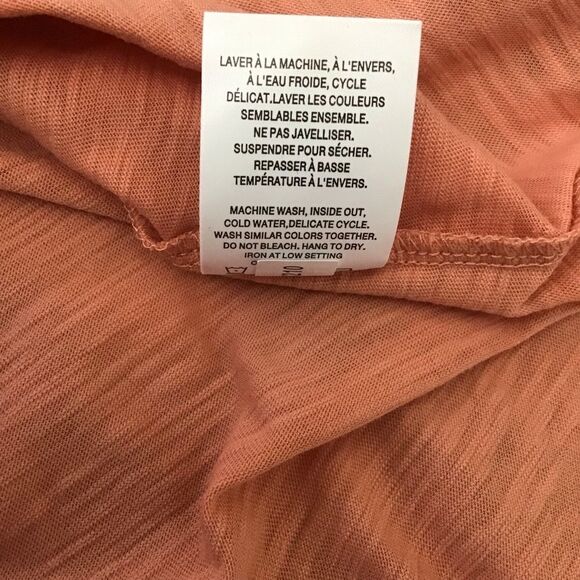 LAVER À LA MACHINE, À L'ENVERS,
À L'EAU FROIDE, CYCLE
DÉLICAT.LAVER LES COULEURS
SEMBLABLES ENSEMBLE.
NE PAS JAVELLISER.
SUSPENDRE POUR SÉCHER.
REPASSER À BASSE
TEMPÉRATURE À L'ENVERS.
MACHINE WASH, INSIDE OUT,
COLD WATER,DELICATE CYCLE.
WASH SIMILAR COLORS TOGETHER.
DO NOT BLEACH. HANG TO DRY.
IRON AT LOW SETTING